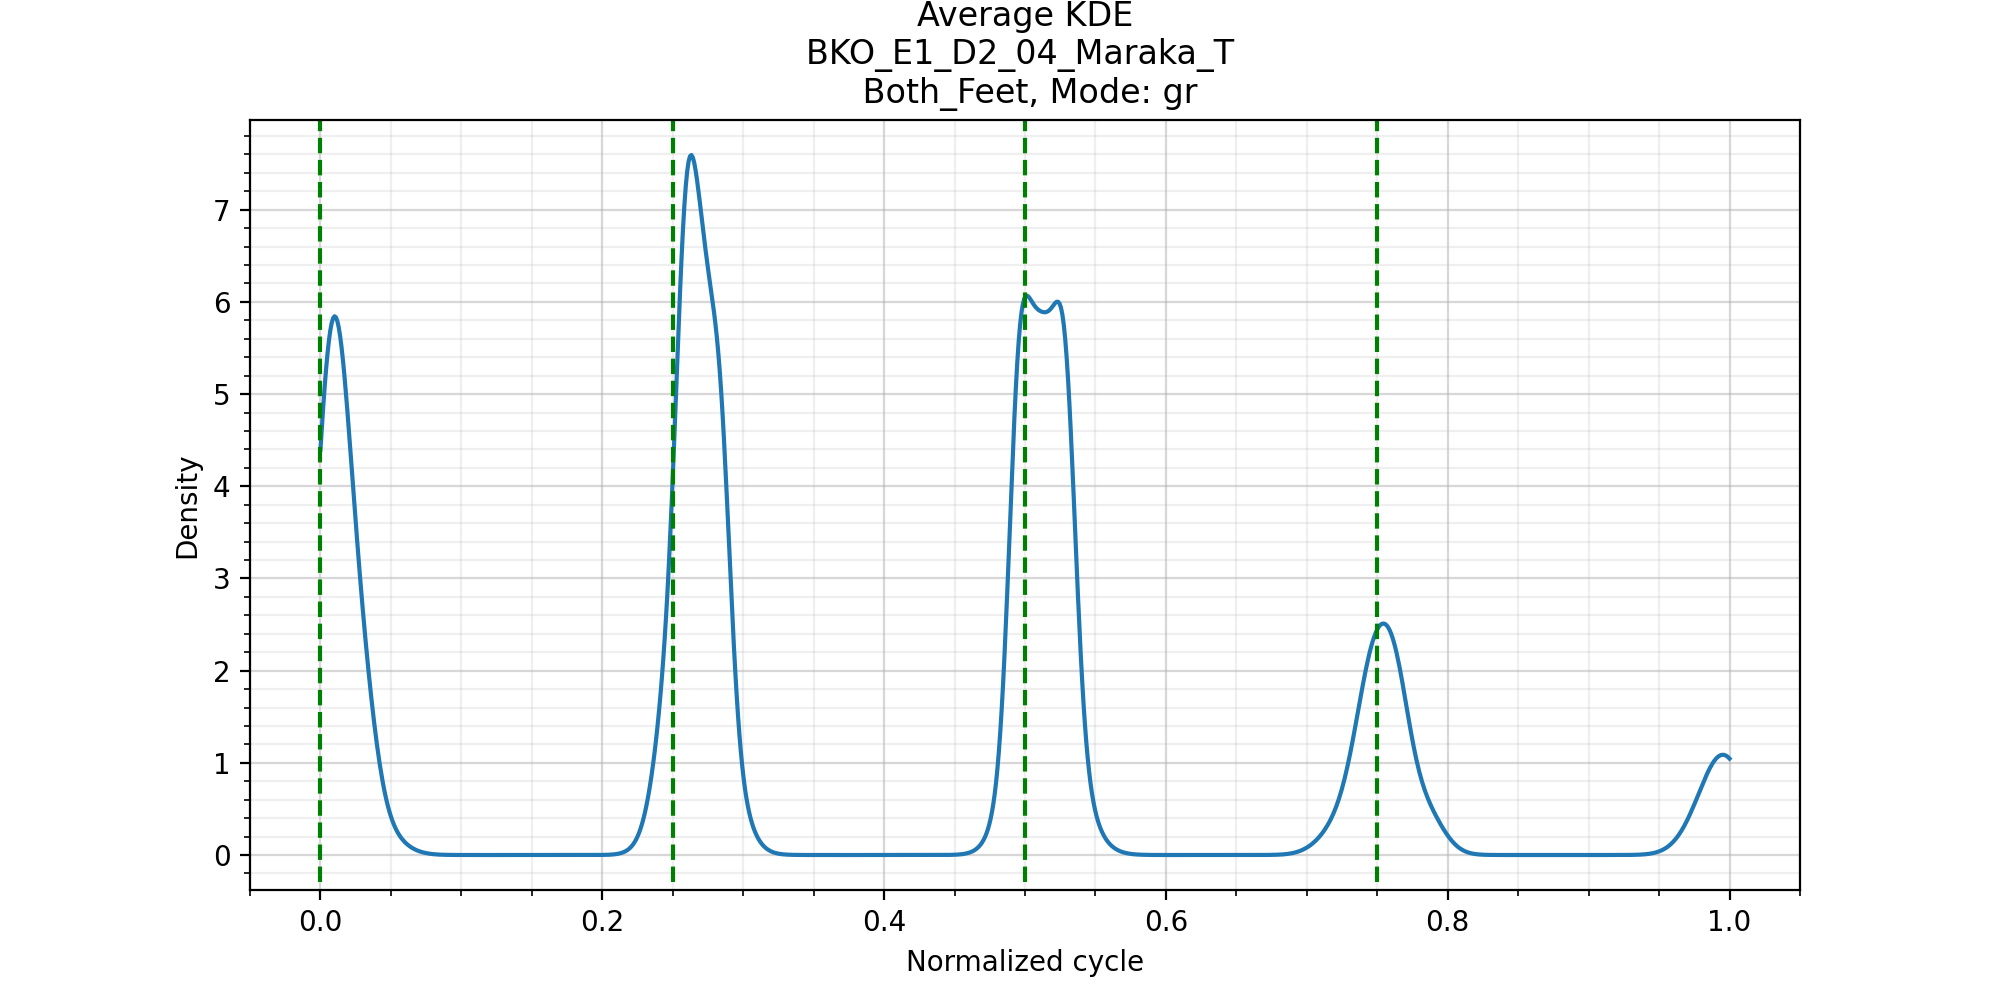 Average KDE
BKO_E1_D2_04_Maraka_T
Both_Feet, Mode: gr
7
6
5
4
3
2
1
0
Density
0.0 0.2 0.4 0.6 0.8 1.0
Normalized cycle